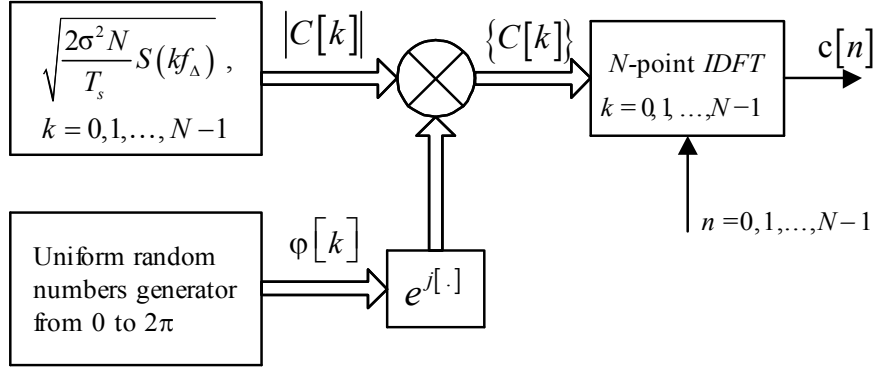 √(2σ²N/Tₛ S(kf_Δ)) ,
k = 0,1,…, N−1
|C[k]|
{C[k]}
N-point IDFT
k = 0,1,…,N−1
c[n]
n=0,1,…,N−1
Uniform random
numbers generator
from 0 to 2π
φ[k]
e^{j[.]}